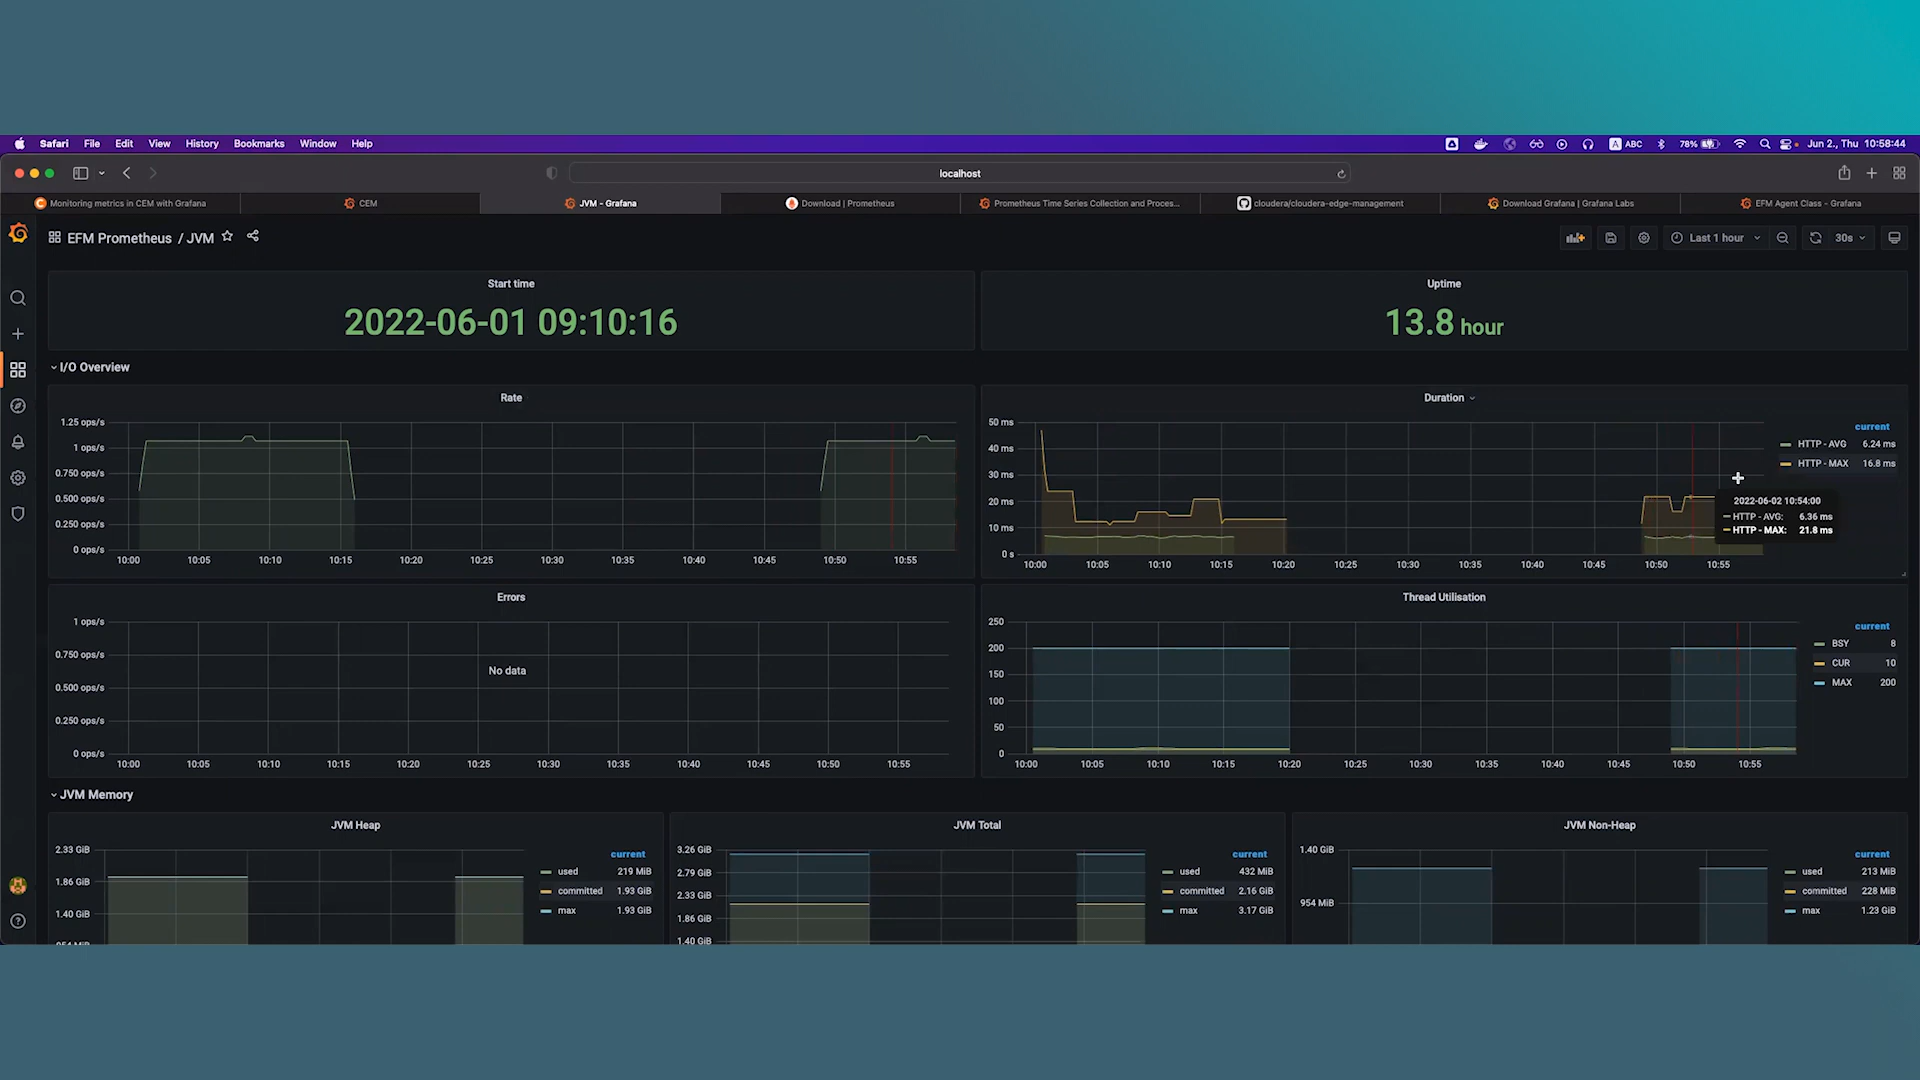 Safari File Edit View History Bookmarks Window Help
A ABC 78% Jun 2., Thu 10:58:44
localhost
Monitoring metrics in CEM with Grafana
CEM
JVM - Grafana
Download | Prometheus
Prometheus Time Series Collection and Proces...
cloudera/cloudera-edge-management
Download Grafana | Grafana Labs
EFM Agent Class - Grafana
EFM Prometheus / JVM
Last 1 hour
30s
Start time
2022-06-01 09:10:16
Uptime
13.8 hour
I/O Overview
Rate
1.25 ops/s
1 ops/s
0.750 ops/s
0.500 ops/s
0.250 ops/s
0 ops/s
10:00 10:05 10:10 10:15 10:20 10:25 10:30 10:35 10:40 10:45 10:50 10:55
Duration
50 ms
40 ms
30 ms
20 ms
10 ms
0 s
10:00 10:05 10:10 10:15 10:20 10:25 10:30 10:35 10:40 10:45 10:50 10:55
current
HTTP - AVG 6.24 ms
HTTP - MAX 16.8 ms
2022-06-02 10:54:00
HTTP - AVG: 6.36 ms
HTTP - MAX: 21.8 ms
Errors
1 ops/s
0.750 ops/s
0.500 ops/s
0.250 ops/s
0 ops/s
No data
10:00 10:05 10:10 10:15 10:20 10:25 10:30 10:35 10:40 10:45 10:50 10:55
Thread Utilisation
250
200
150
100
50
0
10:00 10:05 10:10 10:15 10:20 10:25 10:30 10:35 10:40 10:45 10:50 10:55
current
BSY 8
CUR 10
MAX 200
JVM Memory
JVM Heap
2.33 GiB
1.86 GiB
1.40 GiB
954 MiB
current
used 219 MiB
committed 1.93 GiB
max 1.93 GiB
JVM Total
3.26 GiB
2.79 GiB
2.33 GiB
1.86 GiB
1.40 GiB
current
used 432 MiB
committed 2.16 GiB
max 3.17 GiB
JVM Non-Heap
1.40 GiB
954 MiB
current
used 213 MiB
committed 228 MiB
max 1.23 GiB